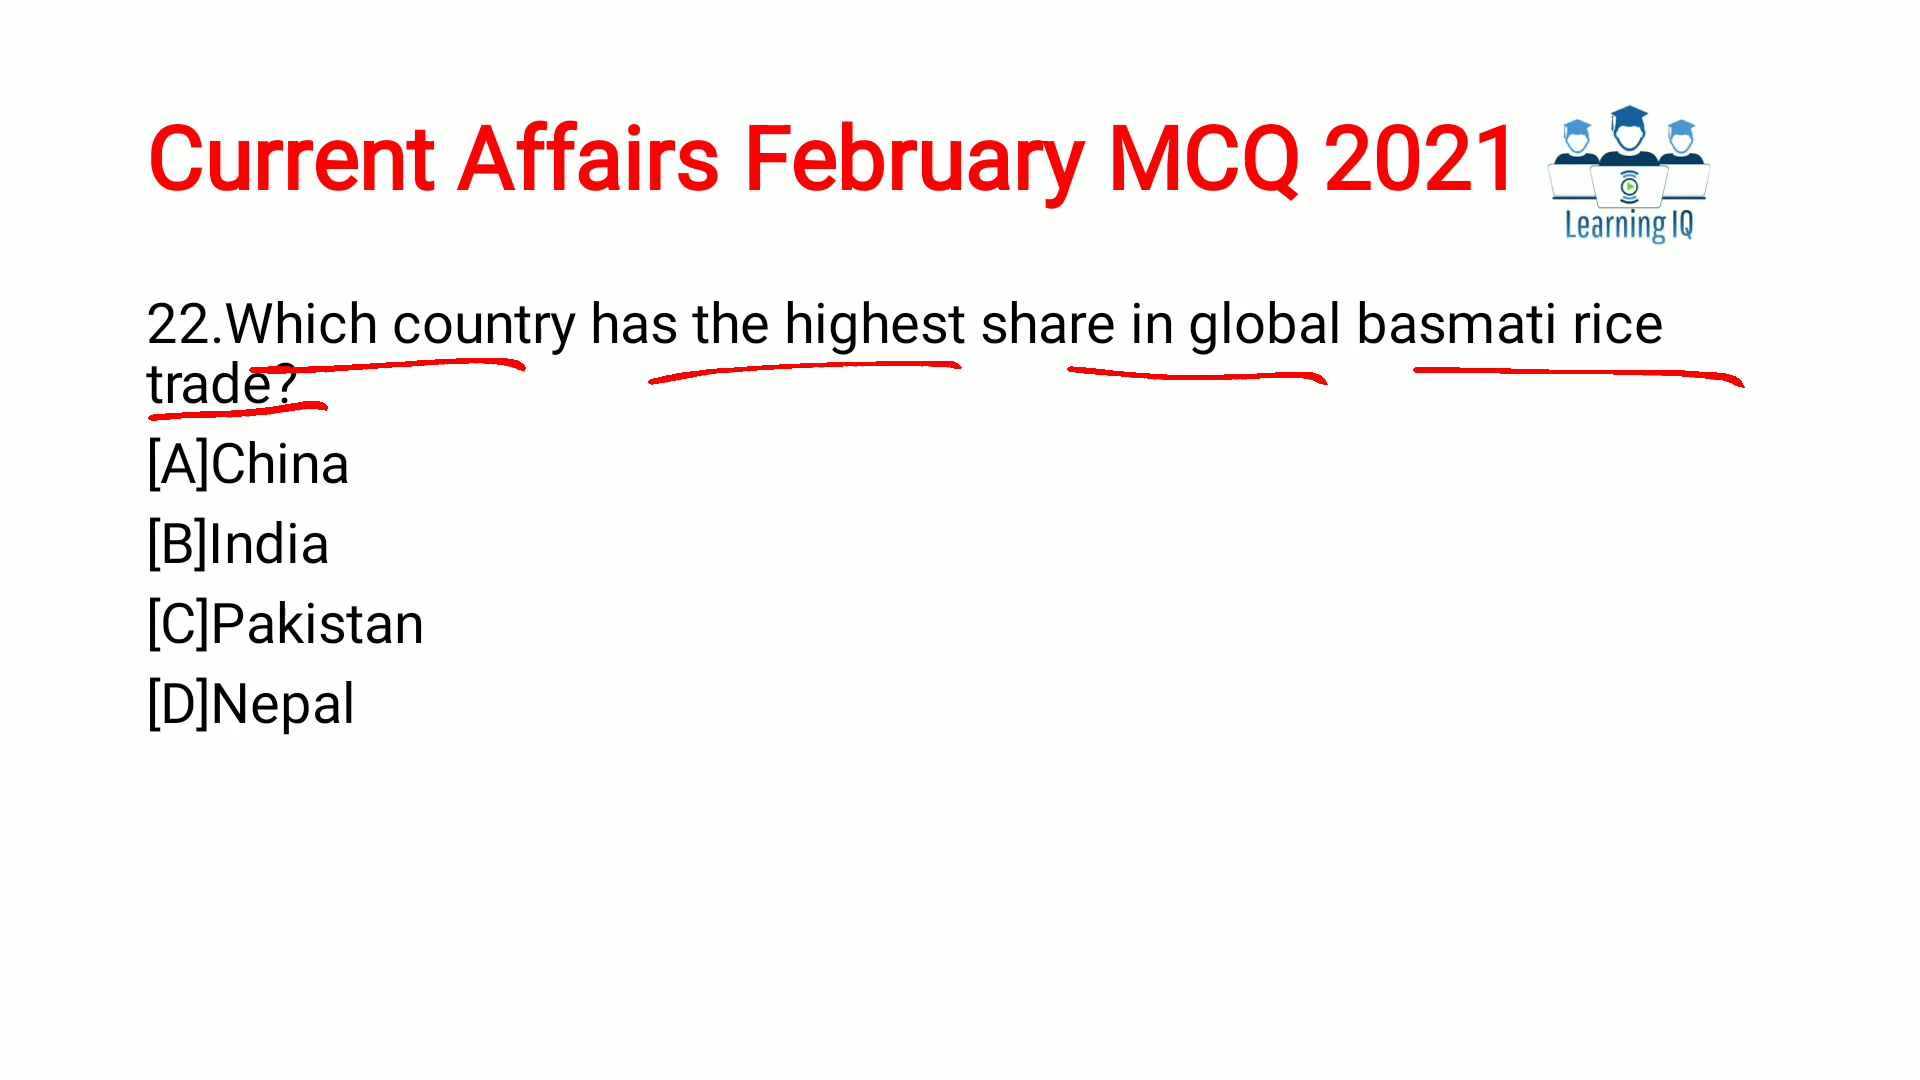 Current Affairs February MCQ 2021
Learning IQ
22.Which country has the highest share in global basmati rice
trade?
[A]China
[B]India
[C]Pakistan
[D]Nepal